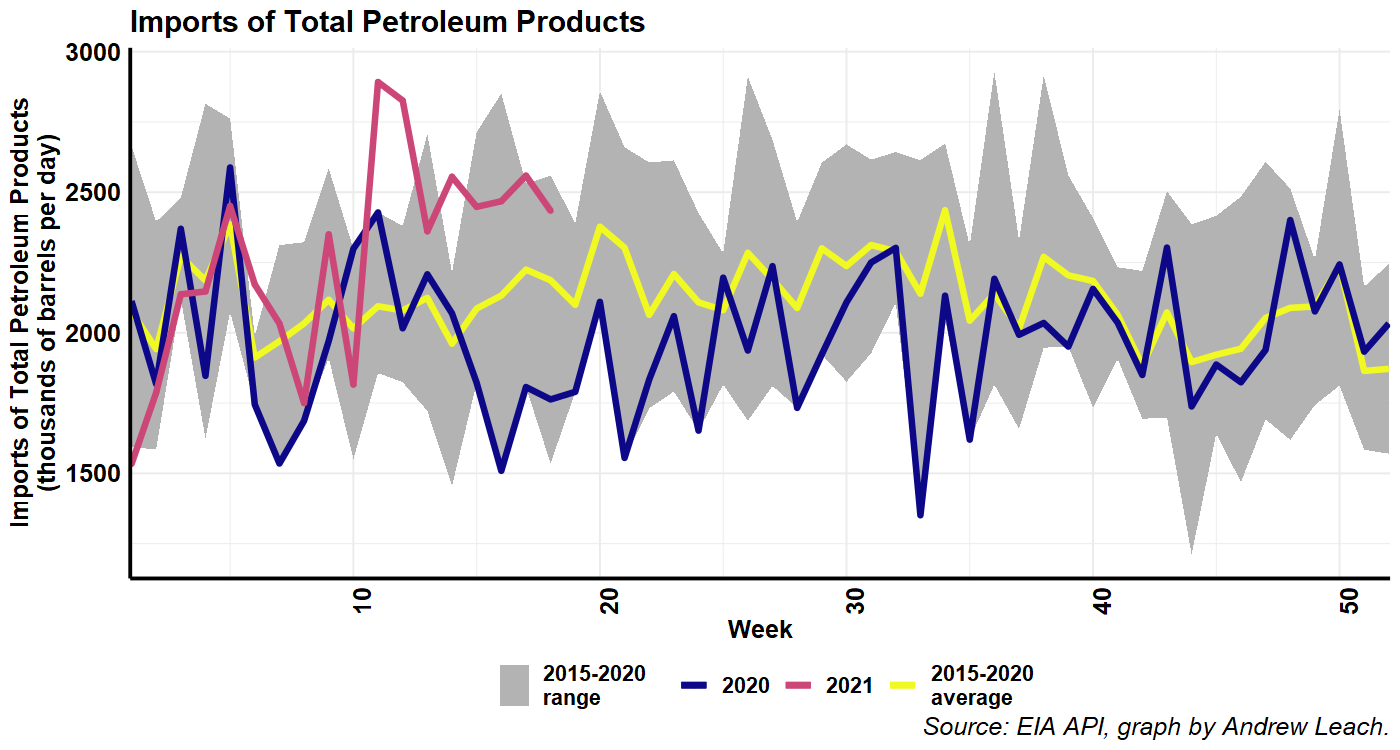 Imports of Total Petroleum Products
Imports of Total Petroleum Products
(thousands of barrels per day)
3000
2500
2000
1500
10
20
30
40
50
Week
2015-2020
range
2020
2021
2015-2020
average
Source: EIA API, graph by Andrew Leach.